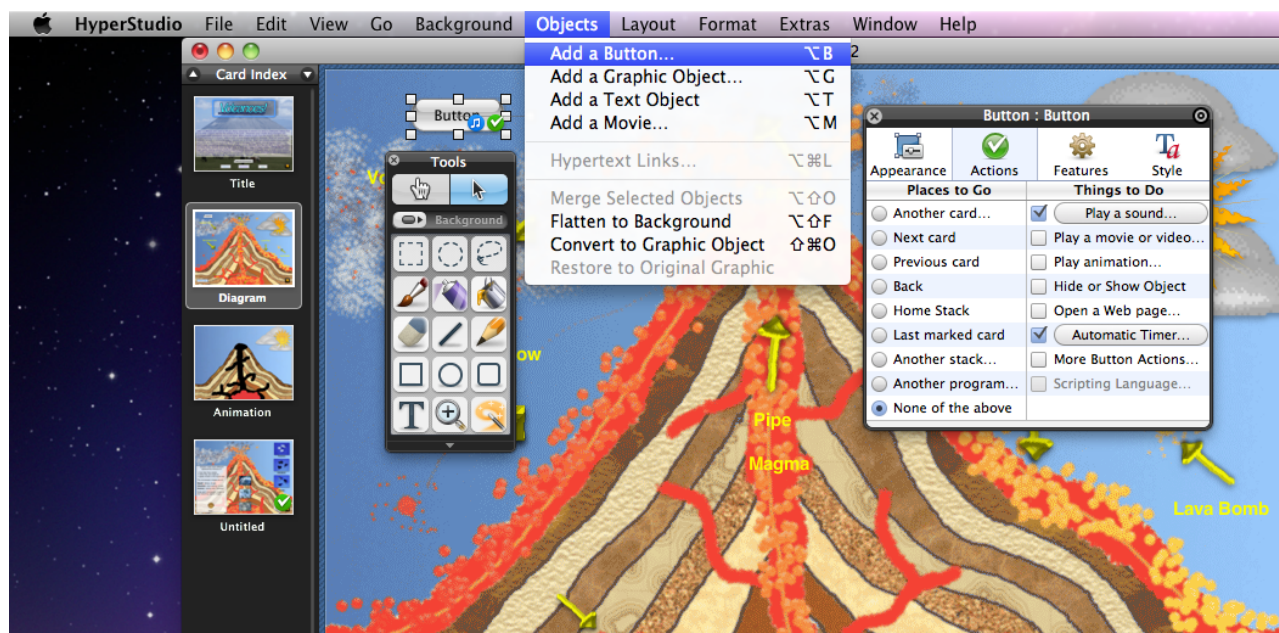 HyperStudio File Edit View Go Background Objects Layout Format Extras Window Help
2
Card Index
Title
Diagram
Animation
Untitled
Button
Add a Button... ⌥B
Add a Graphic Object... ⌥G
Add a Text Object ⌥T
Add a Movie... ⌥M
Hypertext Links... ⌥⌘L
Merge Selected Objects ⌥⇧O
Flatten to Background ⌥⇧F
Convert to Graphic Object ⇧⌘O
Restore to Original Graphic
Tools
Background
T
Button : Button
Appearance Actions Features Style
Places to Go
Another card...
Next card
Previous card
Back
Home Stack
Last marked card
Another stack...
Another program...
None of the above
Things to Do
Play a sound...
Play a movie or video...
Play animation...
Hide or Show Object
Open a Web page...
Automatic Timer...
More Button Actions...
Scripting Language...
Pipe
Magma
Lava Bomb